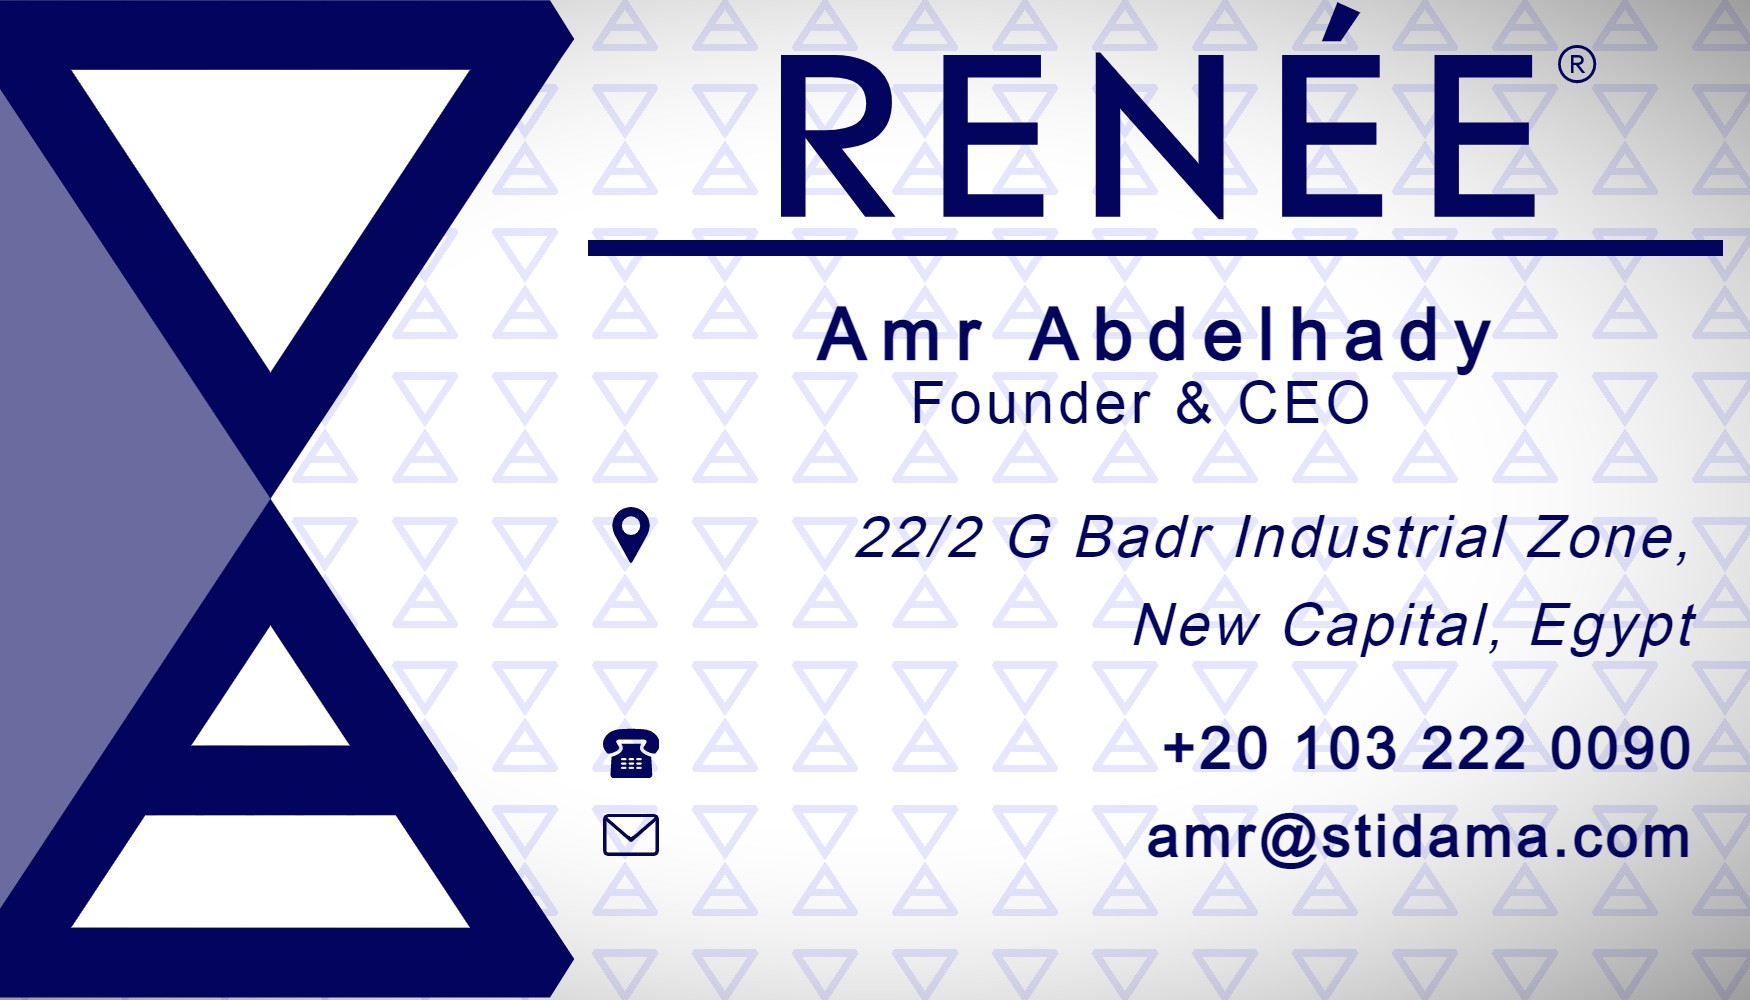 RENÉE®
Amr Abdelhady
Founder & CEO
22/2 G Badr Industrial Zone,
New Capital, Egypt
+20 103 222 0090
amr@stidama.com